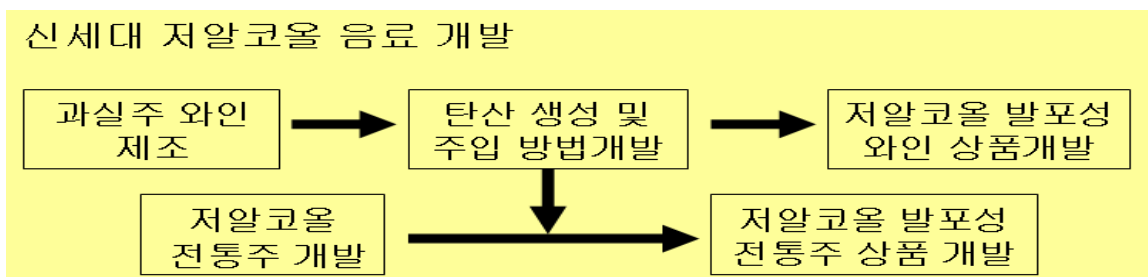 신세대 저알코올 음료 개발
과실주 와인
제조
탄산 생성 및
주입 방법개발
저알코올 발포성
와인 상품개발
저알코올
전통주 개발
저알코올 발포성
전통주 상품 개발